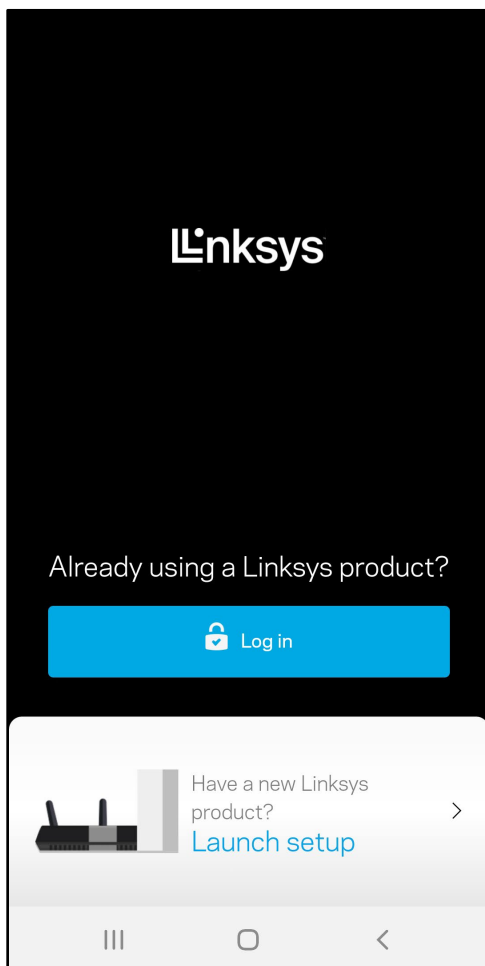 Linksys
Already using a Linksys product?
Log in
Have a new Linksys
product?
Launch setup